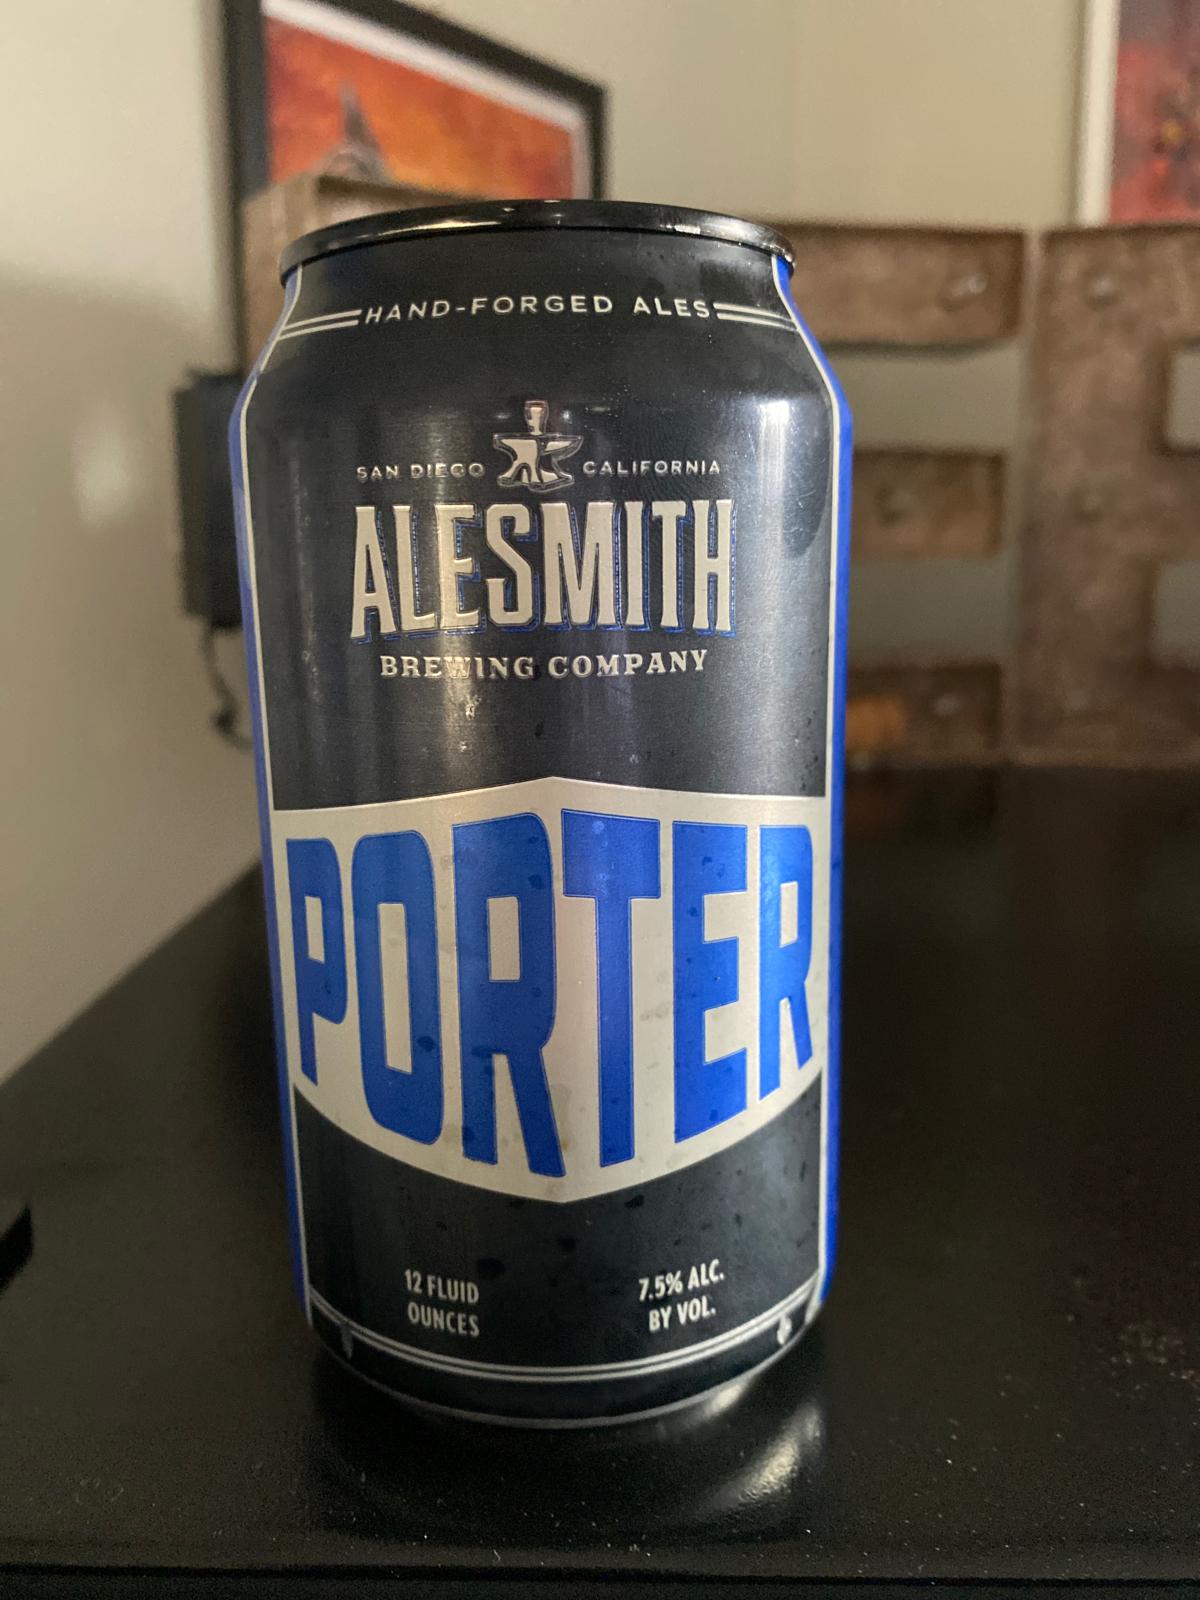 HAND-FORGED ALES
SAN DIEGO CALIFORNIA
ALESMITH
BREWING COMPANY
PORTER
12 FLUID
OUNCES
7.5% ALC.
BY VOL.